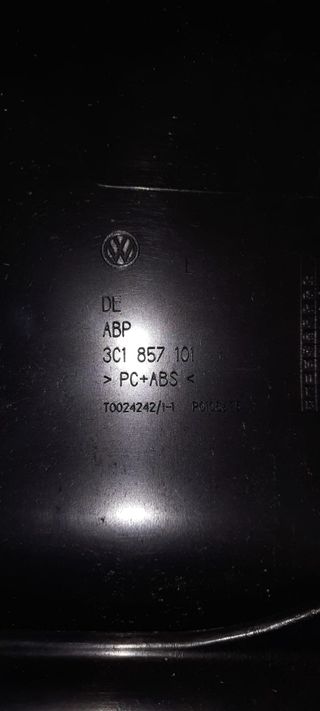 DE
ABP
3C1 857 101
> PC+ABS <
T0024242/1-1